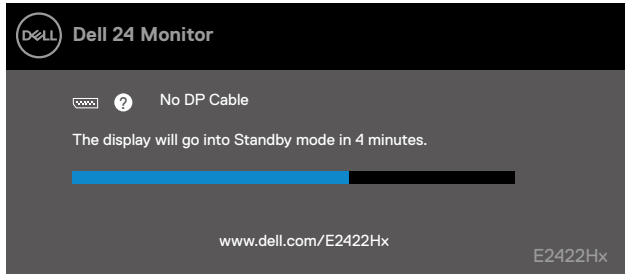 DELL Dell 24 Monitor
? No DP Cable
The display will go into Standby mode in 4 minutes.
www.dell.com/E2422Hx
E2422Hx